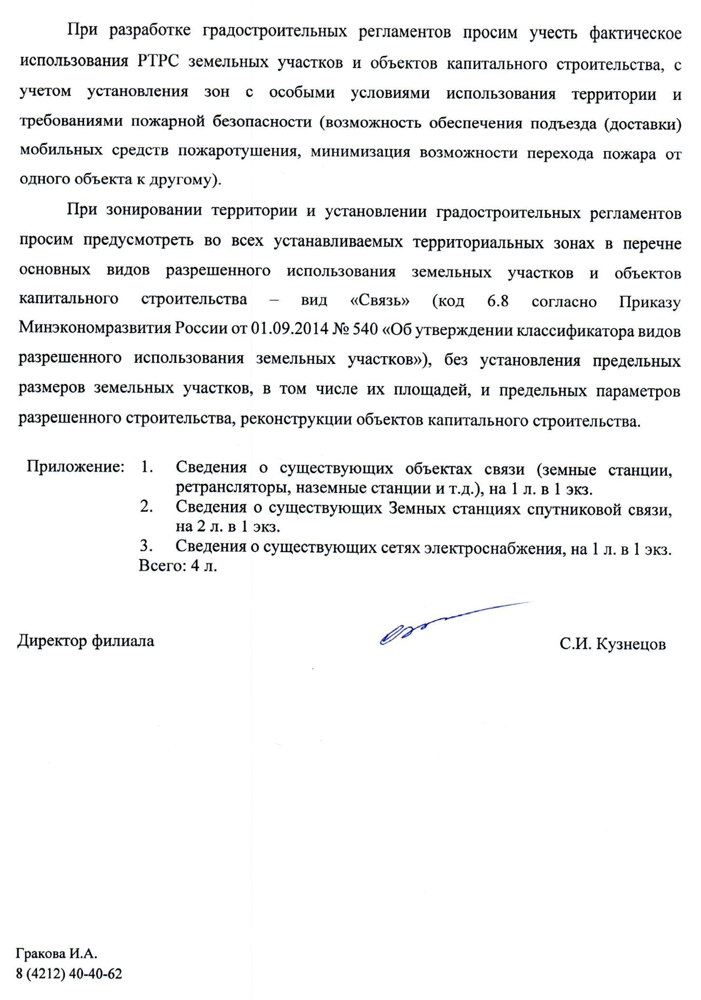 При разработке градостроительных регламентов просим учесть фактическое
использования РТРС земельных участков и объектов капитального строительства, с
учетом установления зон с особыми условиями использования территории и
требованиями пожарной безопасности (возможность обеспечения подъезда (доставки)
мобильных средств пожаротушения, минимизация возможности перехода пожара от
одного объекта к другому).
При зонировании территории и установлении градостроительных регламентов
просим предусмотреть во всех устанавливаемых территориальных зонах в перечне
основных видов разрешенного использования земельных участков и объектов
капитального строительства – вид «Связь» (код 6.8 согласно Приказу
Минэкономразвития России от 01.09.2014 № 540 «Об утверждении классификатора видов
разрешенного использования земельных участков»), без установления предельных
размеров земельных участков, в том числе их площадей, и предельных параметров
разрешенного строительства, реконструкции объектов капитального строительства.
Приложение: 1. Сведения о существующих объектах связи (земные станции,
ретрансляторы, наземные станции и т.д.), на 1 л. в 1 экз.
2. Сведения о существующих Земных станциях спутниковой связи,
на 2 л. в 1 экз.
3. Сведения о существующих сетях электроснабжения, на 1 л. в 1 экз.
Всего: 4 л.
Директор филиала С.И. Кузнецов
Гракова И.А.
8 (4212) 40-40-62